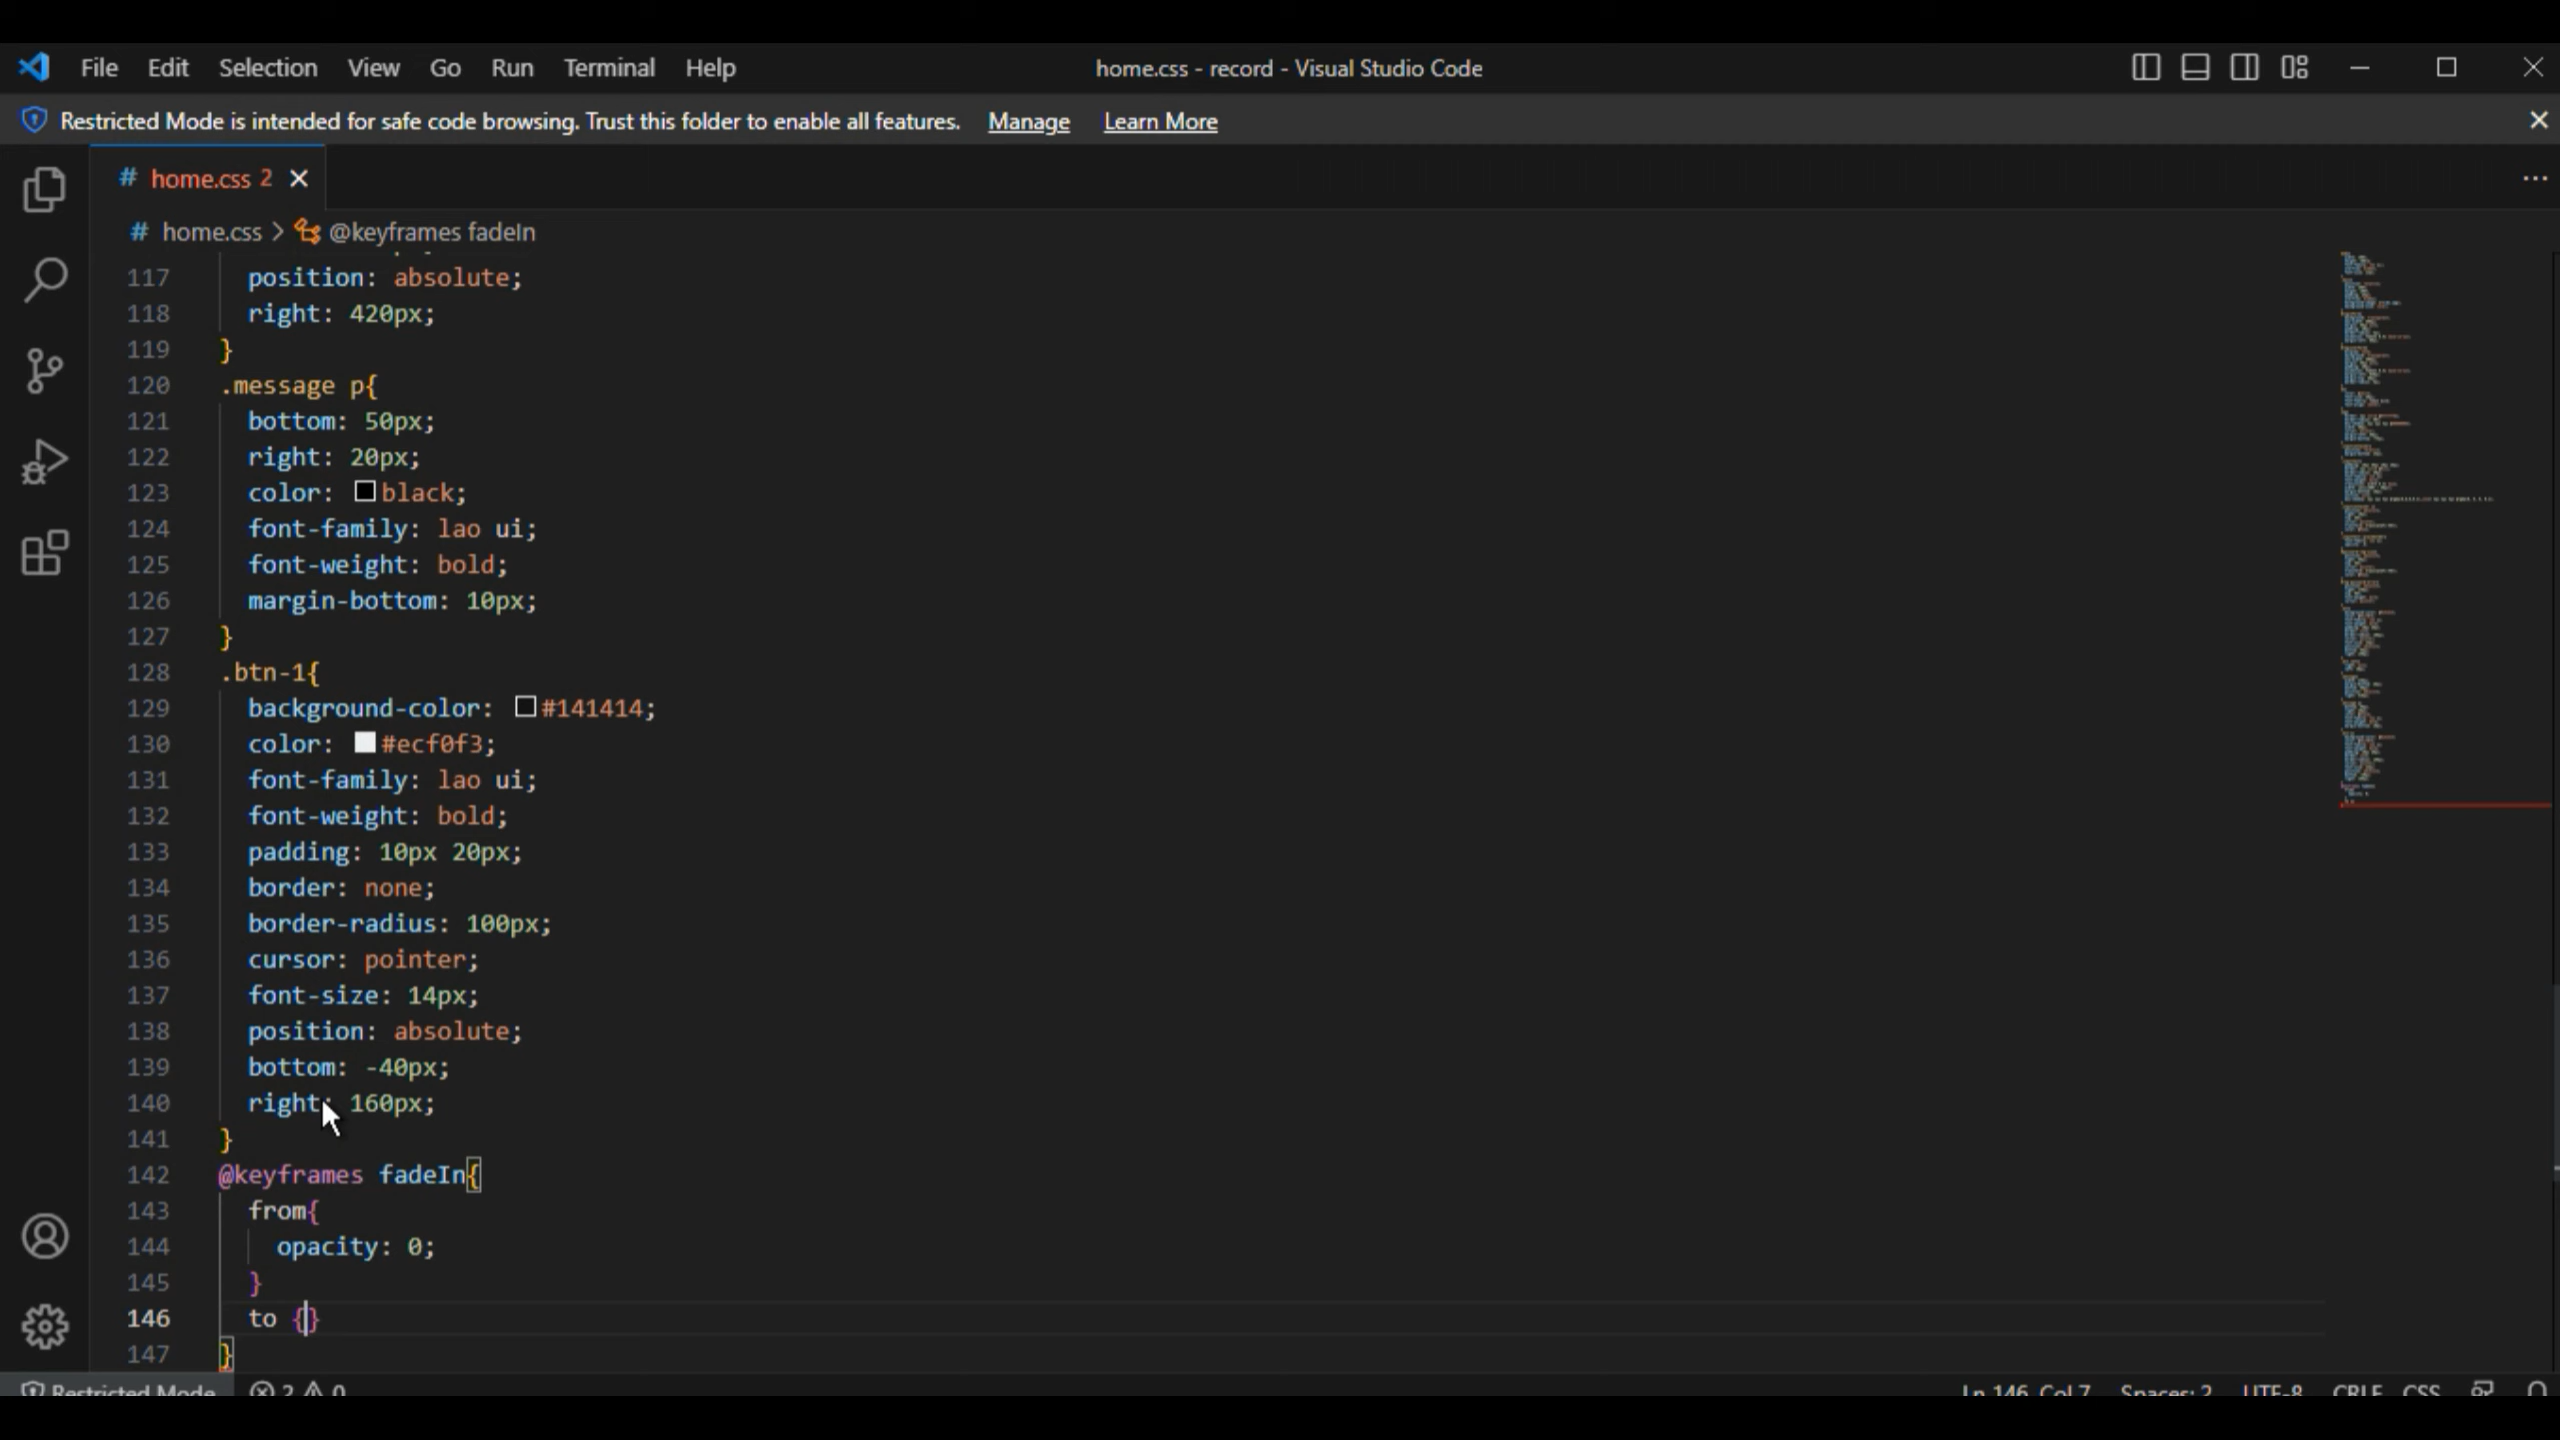 File Edit Selection View Go Run Terminal Help home.css - record - Visual Studio Code
Restricted Mode is intended for safe code browsing. Trust this folder to enable all features. Manage Learn More
# home.css 2
# home.css > @keyframes fadeIn
117 position: absolute;
118 right: 420px;
119 }
120 .message p{
121 bottom: 50px;
122 right: 20px;
123 color: black;
124 font-family: lao ui;
125 font-weight: bold;
126 margin-bottom: 10px;
127 }
128 .btn-1{
129 background-color: #141414;
130 color: #ecf0f3;
131 font-family: lao ui;
132 font-weight: bold;
133 padding: 10px 20px;
134 border: none;
135 border-radius: 100px;
136 cursor: pointer;
137 font-size: 14px;
138 position: absolute;
139 bottom: -40px;
140 right: 160px;
141 }
142 @keyframes fadeIn{
143 from{
144 opacity: 0;
145 }
146 to {}
147 }
Restricted Mode 2 0 Ln 146, Col 7 Spaces: 2 UTF-8 CRLF CSS